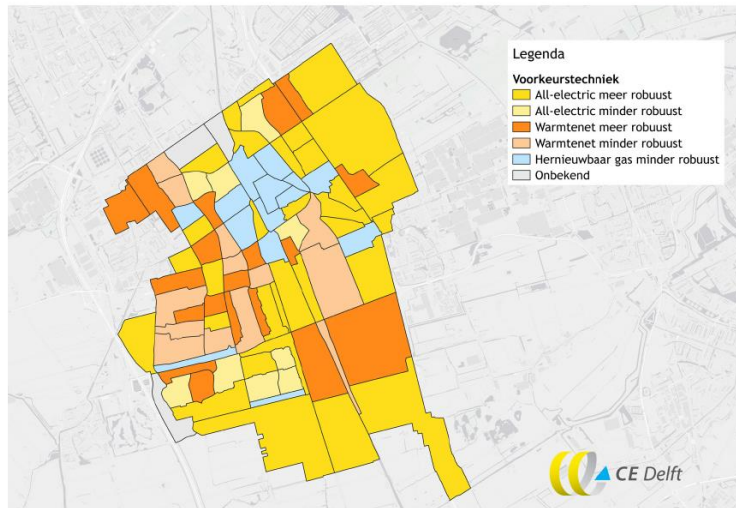 Legenda
Voorkeurstechniek
All-electric meer robuust
All-electric minder robuust
Warmtenet meer robuust
Warmtenet minder robuust
Hernieuwbaar gas minder robuust
Onbekend
CE Delft